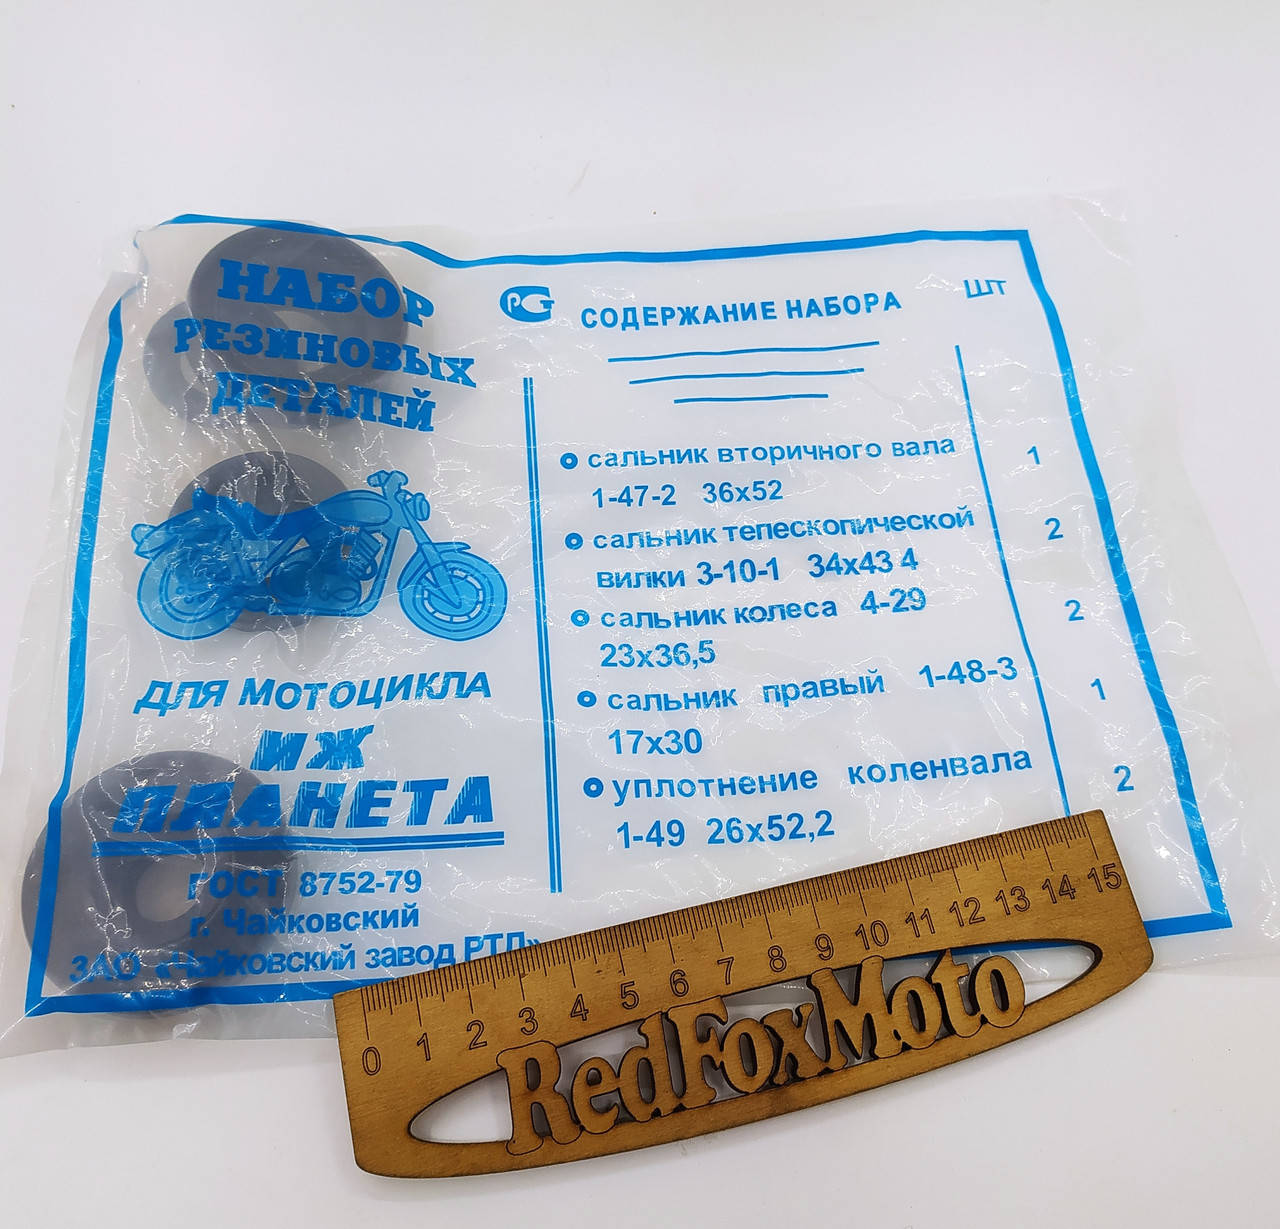 НАБОР
РЕЗИНОВЫХ
ДЕТАЛЕЙ
ДЛЯ МОТОЦИКЛА
ИЖ
ПЛАНЕТА
ГОСТ 8752-79
г. Чайковский
ЗАО «Чайковский завод РТД»
РСТ
СОДЕРЖАНИЕ НАБОРА ШТ
сальник вторичного вала 1
1-47-2 36х52
сальник телескопической 2
вилки 3-10-1 34х43 4
сальник колеса 4-29 2
23х36,5
сальник правый 1-48-3 1
17х30
уплотнение коленвала 2
1-49 26х52,2
0 1 2 3 4 5 6 7 8 9 10 11 12 13 14 15
RedFoxMoto